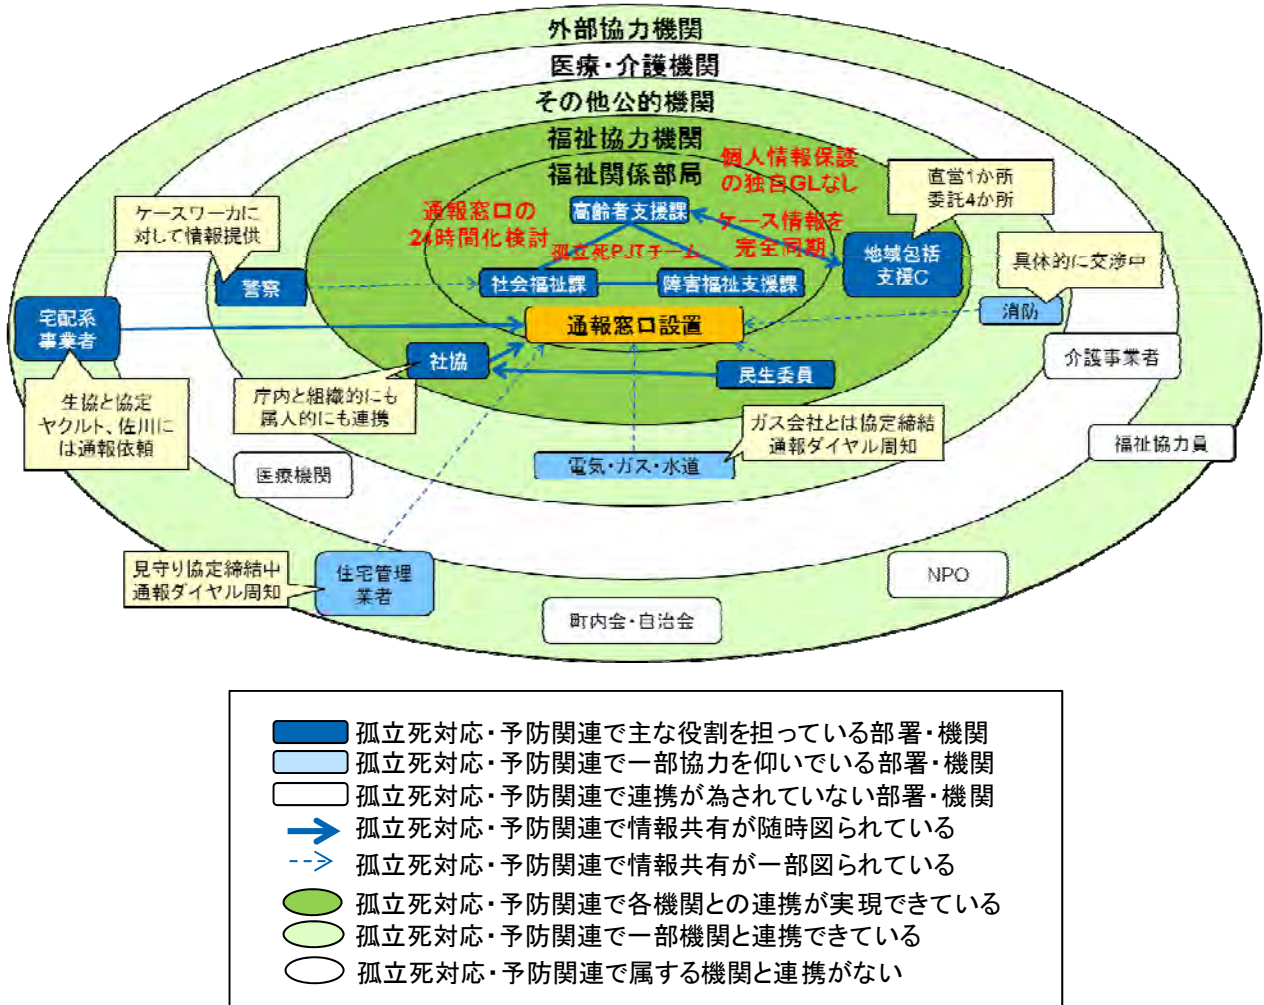 外部協力機関
医療・介護機関
その他公的機関
福祉協力機関
福祉関係部局
個人情報保護
の独自GLなし
直営1か所
委託4か所
ケースワーカに
対して情報提供
通報窓口の
24時間化検討
高齢者支援課
ケース情報を
完全同期
孤立死PJTチーム
地域包括
支援C
具体的に交渉中
警察
社会福祉課
障害福祉支援課
消防
宅配系
事業者
通報窓口設置
社協
民生委員
介護事業者
生協と協定
ヤクルト、佐川に
は通報依頼
庁内と組織的にも
属人的にも連携
ガス会社とは協定締結
通報ダイヤル周知
福祉協力員
医療機関
電気・ガス・水道
見守り協定締結中
通報ダイヤル周知
住宅管理
業者
NPO
町内会・自治会
孤立死対応・予防関連で主な役割を担っている部署・機関
孤立死対応・予防関連で一部協力を仰いでいる部署・機関
孤立死対応・予防関連で連携が為されていない部署・機関
孤立死対応・予防関連で情報共有が随時図られている
孤立死対応・予防関連で情報共有が一部図られている
孤立死対応・予防関連で各機関との連携が実現できている
孤立死対応・予防関連で一部機関と連携できている
孤立死対応・予防関連で属する機関と連携がない